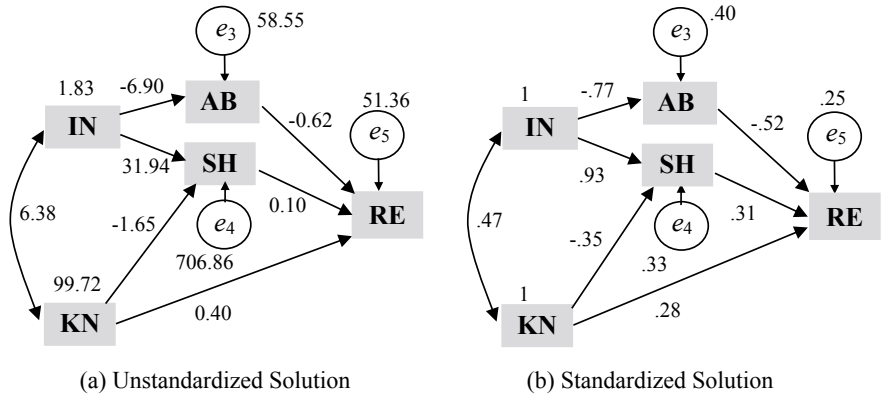 e3
58.55
1.83
-6.90
AB
IN
-0.62
51.36
e5
31.94
SH
6.38
-1.65
e4
0.10
RE
706.86
99.72
0.40
KN
(a) Unstandardized Solution
.40
e3
1
-.77
AB
IN
-.52
.25
e5
.93
SH
.47
-.35
e4
.31
RE
.33
1
.28
KN
(b) Standardized Solution